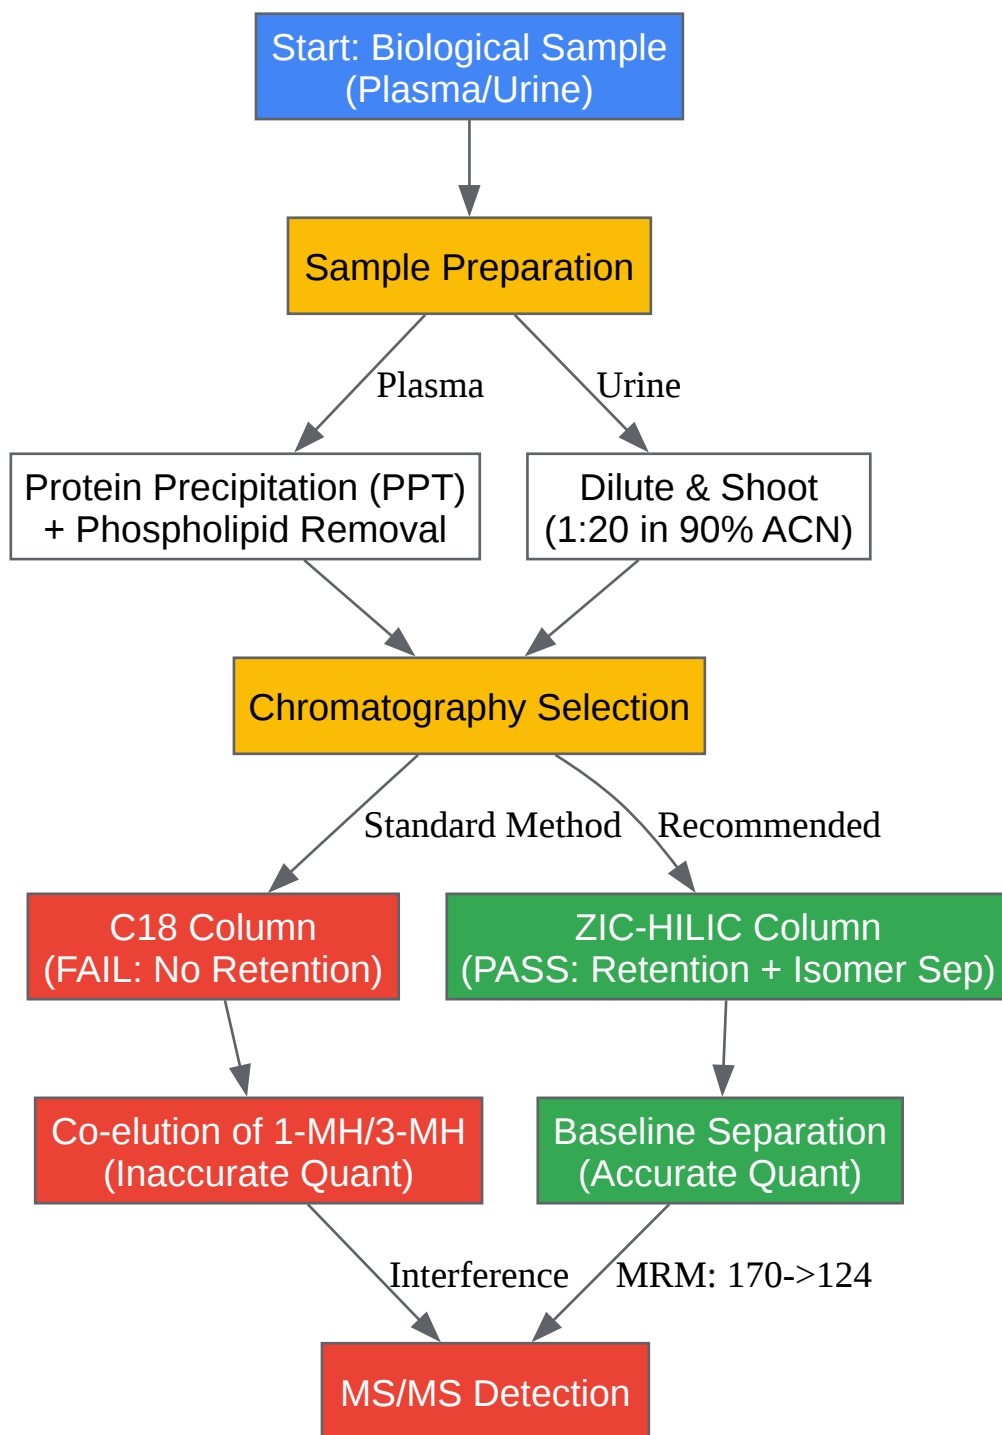 Start: Biological Sample
(Plasma/Urine)
Sample Preparation
Plasma
Urine
Protein Precipitation (PPT)
+ Phospholipid Removal
Dilute & Shoot
(1:20 in 90% ACN)
Chromatography Selection
Standard Method
Recommended
C18 Column
(FAIL: No Retention)
ZIC-HILIC Column
(PASS: Retention + Isomer Sep)
Co-elution of 1-MH/3-MH
(Inaccurate Quant)
Baseline Separation
(Accurate Quant)
Interference
MRM: 170->124
MS/MS Detection